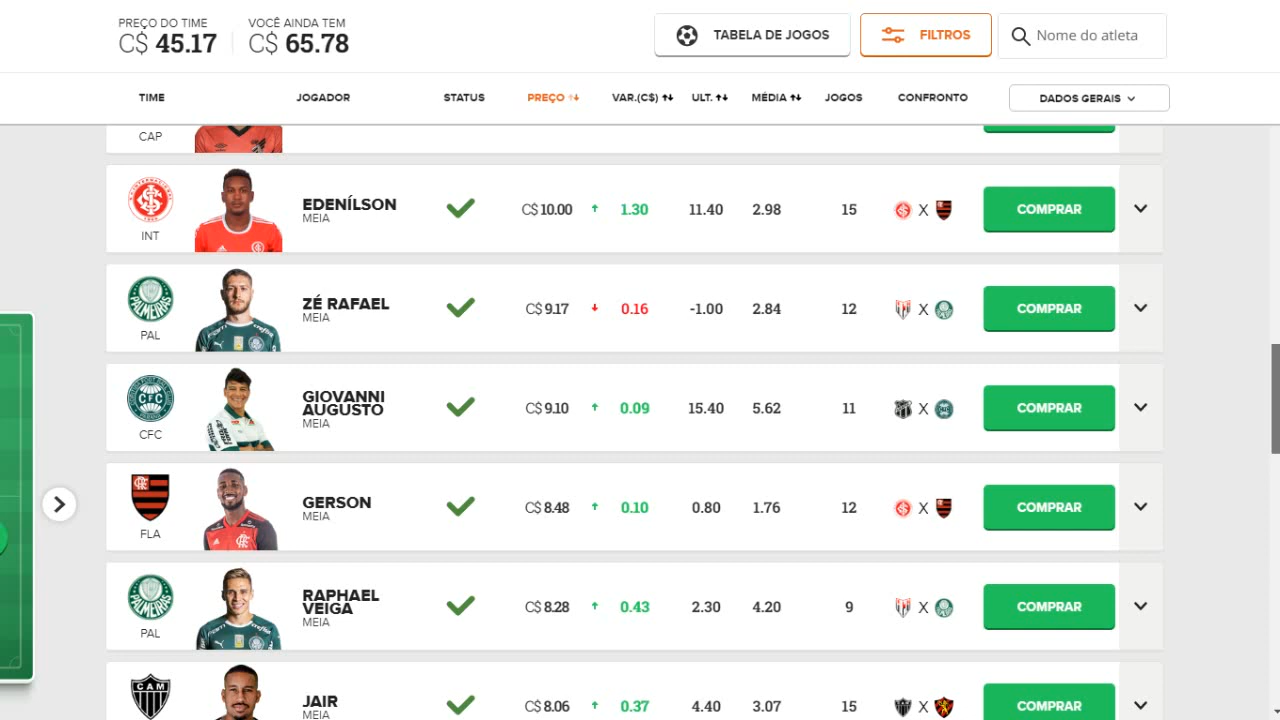 PREÇO DO TIME
C$ 45.17
VOCÊ AINDA TEM
C$ 65.78
TABELA DE JOGOS
FILTROS
Nome do atleta
TIME JOGADOR STATUS PREÇO VAR.(C$) ULT. MÉDIA JOGOS CONFRONTO DADOS GERAIS
CAP
INT
EDENÍLSON
MEIA
C$ 10.00 1.30 11.40 2.98 15 X COMPRAR
PAL
ZÉ RAFAEL
MEIA
C$ 9.17 0.16 -1.00 2.84 12 X COMPRAR
CFC
GIOVANNI
AUGUSTO
MEIA
C$ 9.10 0.09 15.40 5.62 11 X COMPRAR
FLA
GERSON
MEIA
C$ 8.48 0.10 0.80 1.76 12 X COMPRAR
PAL
RAPHAEL
VEIGA
MEIA
C$ 8.28 0.43 2.30 4.20 9 X COMPRAR
CAM
JAIR
MEIA
C$ 8.06 0.37 4.40 3.07 15 X COMPRAR